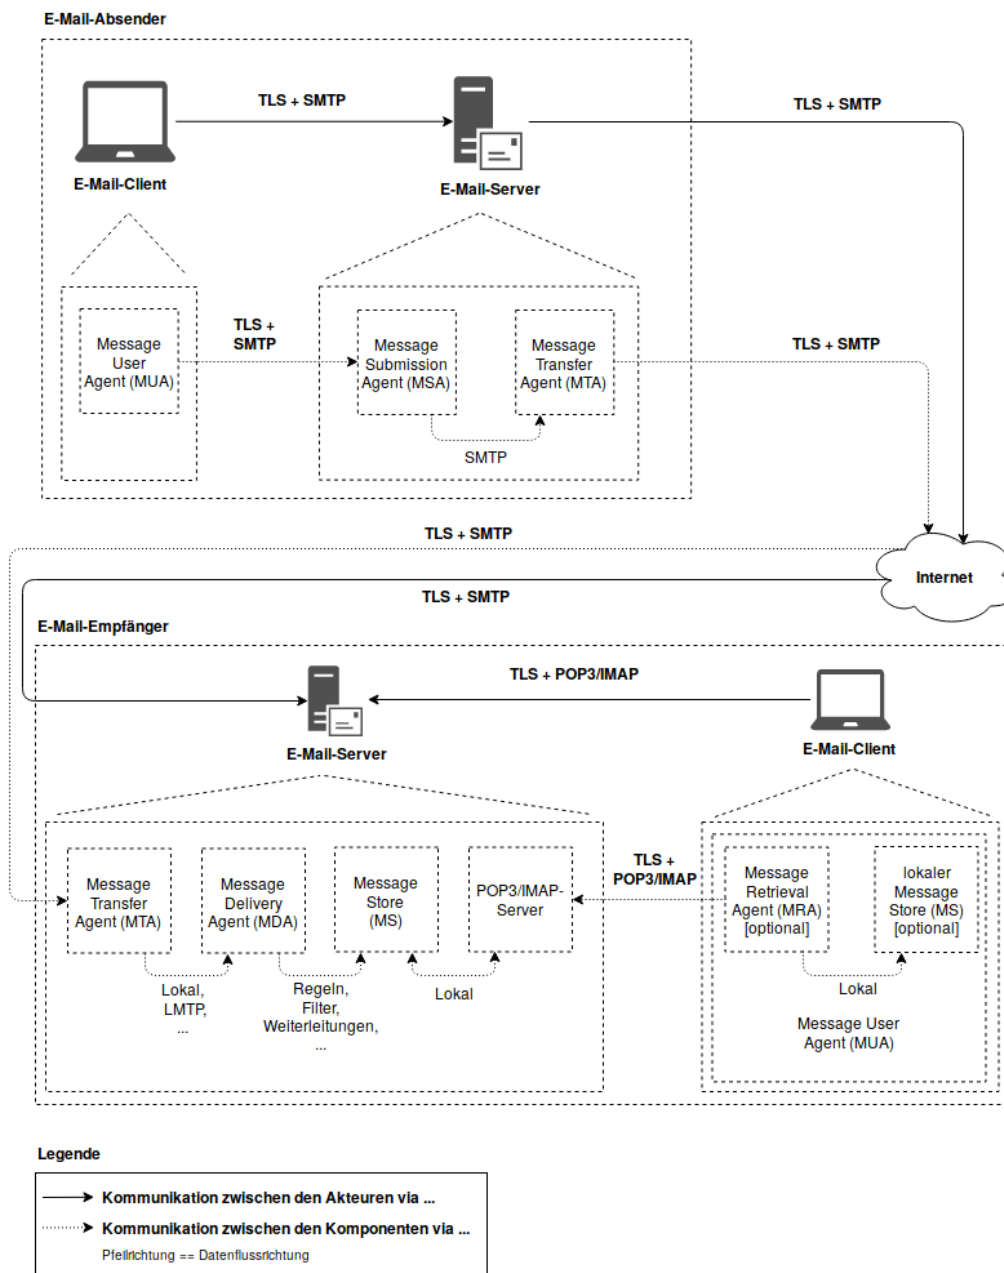 E-Mail-Absender
TLS + SMTP
TLS + SMTP
E-Mail-Client
E-Mail-Server
Message
User
Agent (MUA)
TLS +
SMTP
Message
Submission
Agent (MSA)
Message
Transfer
Agent (MTA)
TLS + SMTP
SMTP
TLS + SMTP
Internet
TLS + SMTP
E-Mail-Empfänger
TLS + POP3/IMAP
E-Mail-Server
E-Mail-Client
Message
Transfer
Agent (MTA)
Message
Delivery
Agent (MDA)
Message
Store
(MS)
POP3/IMAP-
Server
TLS +
POP3/IMAP
Message
Retrieval
Agent (MRA)
[optional]
lokaler
Message
Store (MS)
[optional]
Lokal,
LMTP,
...
Regeln,
Filter,
Weiterleitungen,
...
Lokal
Lokal
Message User
Agent (MUA)
Legende
Kommunikation zwischen den Akteuren via ...
Kommunikation zwischen den Komponenten via ...
Pfeilrichtung == Datenflussrichtung